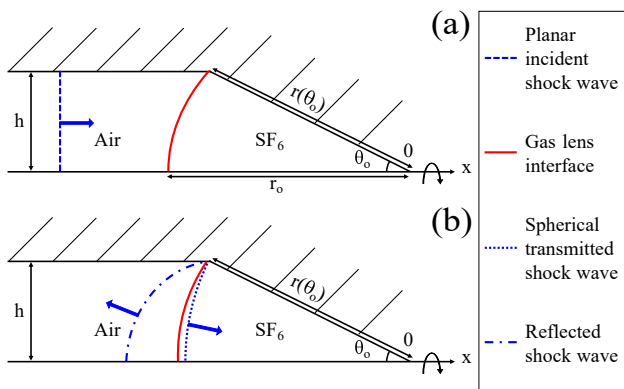 (a)
h
Air
SF₆
r(θₒ)
θₒ
0
x
rₒ
(b)
h
Air
SF₆
r(θₒ)
θₒ
0
x
Planar
incident
shock wave
Gas lens
interface
Spherical
transmitted
shock wave
Reflected
shock wave